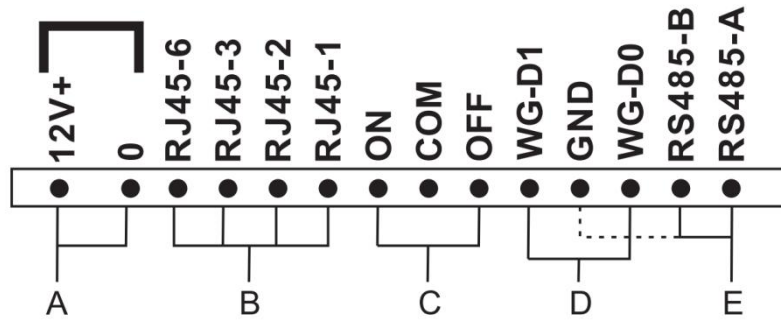 12V+
0
RJ45-6
RJ45-3
RJ45-2
RJ45-1
ON
COM
OFF
WG-D1
GND
WG-D0
RS485-B
RS485-A
A B C D E